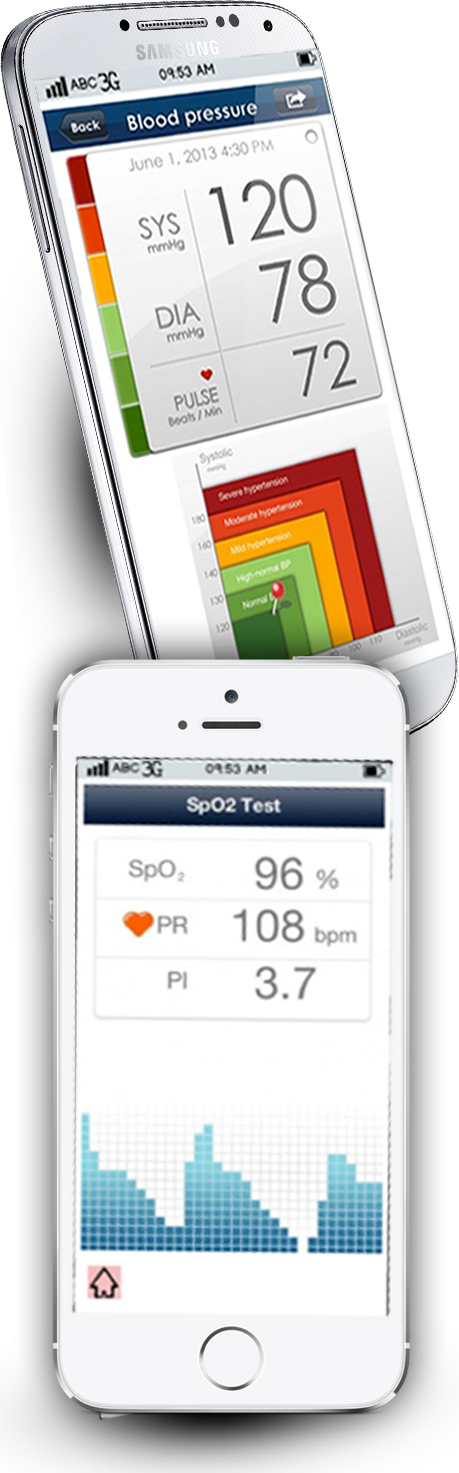 SAMSUNG
ABC 3G 09:53 AM
Back Blood pressure
June 1, 2013 4:30 PM
SYS 120
mmHg
DIA 78
mmHg
PULSE 72
Beats / Min
Systolic
mmHg
Severe hypertension
180 Moderate hypertension
160 Mild hypertension
140 High-normal BP
130 Normal
120
100 110 Diastolic
mmHg
ABC 3G 09:53 AM
SpO2 Test
SpO₂ 96 %
PR 108 bpm
PI 3.7